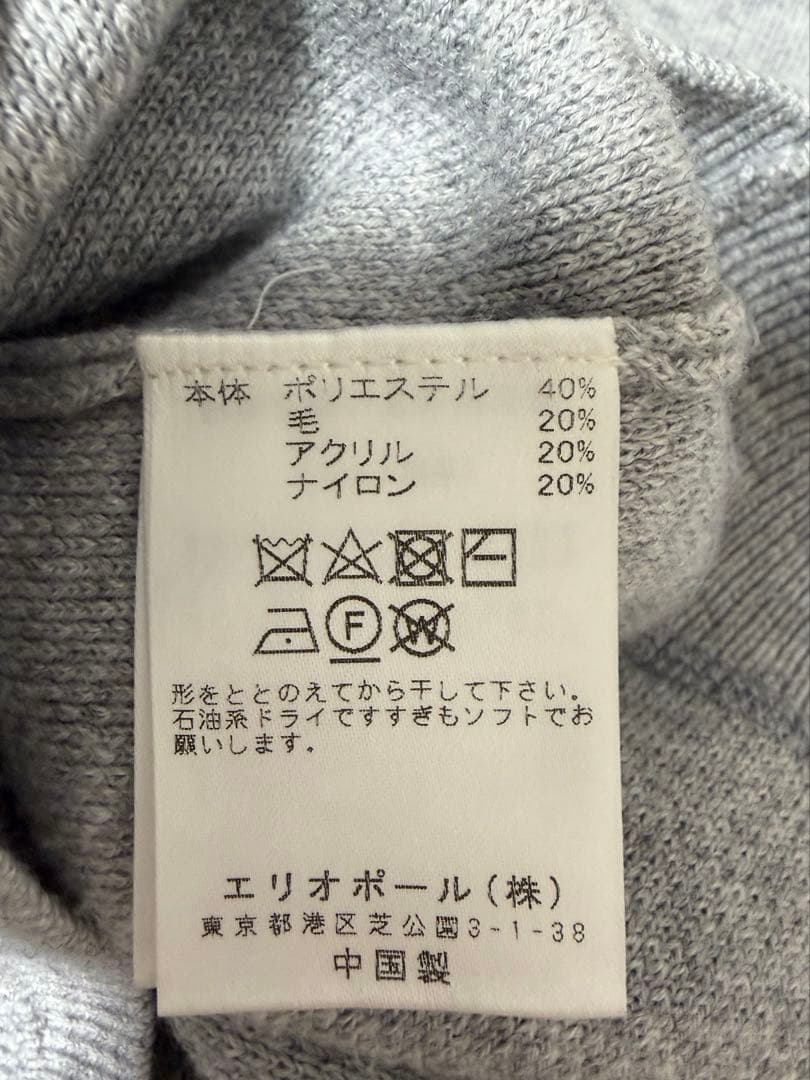 本体 ポリエステル 40%
毛 20%
アクリル 20%
ナイロン 20%
F W
形をととのえてから干して下さい。
石油系ドライですすぎもソフトでお
願いします。
エリオポール(株)
東京都港区芝公園3-1-38
中国製